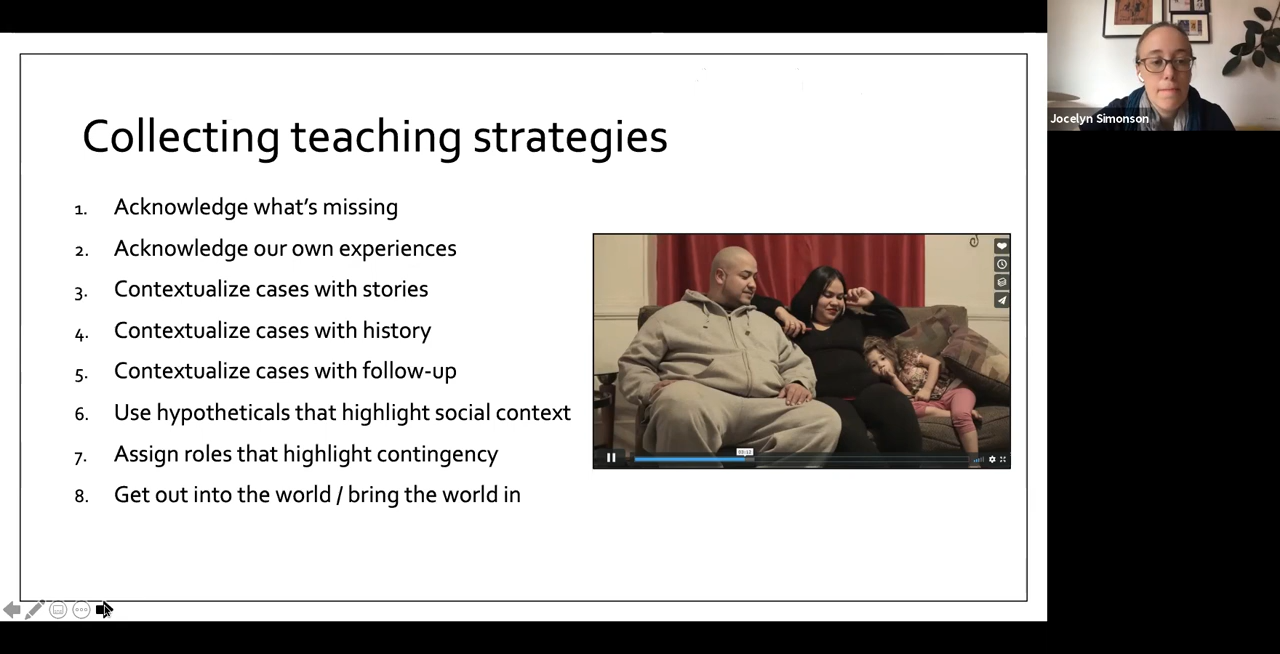 Collecting teaching strategies
1. Acknowledge what's missing
2. Acknowledge our own experiences
3. Contextualize cases with stories
4. Contextualize cases with history
5. Contextualize cases with follow-up
6. Use hypotheticals that highlight social context
7. Assign roles that highlight contingency
8. Get out into the world / bring the world in
Jocelyn Simonson